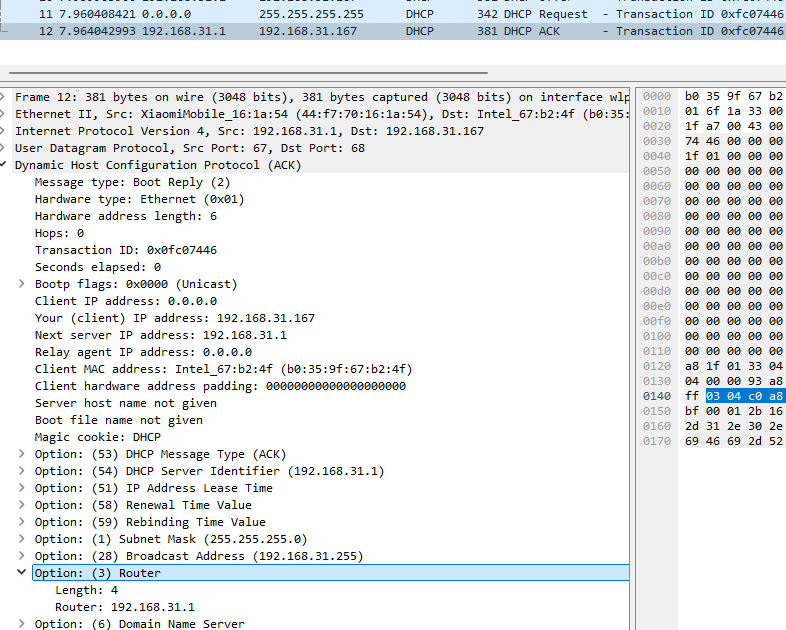 11 7.960408421 0.0.0.0 255.255.255.255 DHCP 342 DHCP Request - Transaction ID 0xfc07446
12 7.964042993 192.168.31.1 192.168.31.167 DHCP 381 DHCP ACK - Transaction ID 0xfc07446
Frame 12: 381 bytes on wire (3048 bits), 381 bytes captured (3048 bits) on interface wlp
Ethernet II, Src: XiaomiMobile_16:1a:54 (44:f7:70:16:1a:54), Dst: Intel_67:b2:4f (b0:35:
Internet Protocol Version 4, Src: 192.168.31.1, Dst: 192.168.31.167
User Datagram Protocol, Src Port: 67, Dst Port: 68
Dynamic Host Configuration Protocol (ACK)
Message type: Boot Reply (2)
Hardware type: Ethernet (0x01)
Hardware address length: 6
Hops: 0
Transaction ID: 0x0fc07446
Seconds elapsed: 0
Bootp flags: 0x0000 (Unicast)
Client IP address: 0.0.0.0
Your (client) IP address: 192.168.31.167
Next server IP address: 192.168.31.1
Relay agent IP address: 0.0.0.0
Client MAC address: Intel_67:b2:4f (b0:35:9f:67:b2:4f)
Client hardware address padding: 00000000000000000000
Server host name not given
Boot file name not given
Magic cookie: DHCP
Option: (53) DHCP Message Type (ACK)
Option: (54) DHCP Server Identifier (192.168.31.1)
Option: (51) IP Address Lease Time
Option: (58) Renewal Time Value
Option: (59) Rebinding Time Value
Option: (1) Subnet Mask (255.255.255.0)
Option: (28) Broadcast Address (192.168.31.255)
Option: (3) Router
Length: 4
Router: 192.168.31.1
Option: (6) Domain Name Server
0000 b0 35 9f 67 b2
0010 01 6f 1a 33 00
0020 1f a7 00 43 00
0030 74 46 00 00 00
0040 1f 01 00 00 00
0050 00 00 00 00 00
0060 00 00 00 00 00
0070 00 00 00 00 00
0080 00 00 00 00 00
0090 00 00 00 00 00
00a0 00 00 00 00 00
00b0 00 00 00 00 00
00c0 00 00 00 00 00
00d0 00 00 00 00 00
00e0 00 00 00 00 00
00f0 00 00 00 00 00
0100 00 00 00 00 00
0110 00 00 00 00 00
0120 a8 1f 01 33 04
0130 04 00 00 93 a8
0140 ff 03 04 c0 a8
0150 bf 00 01 2b 16
0160 2d 31 2e 30 2e
0170 69 46 69 2d 52